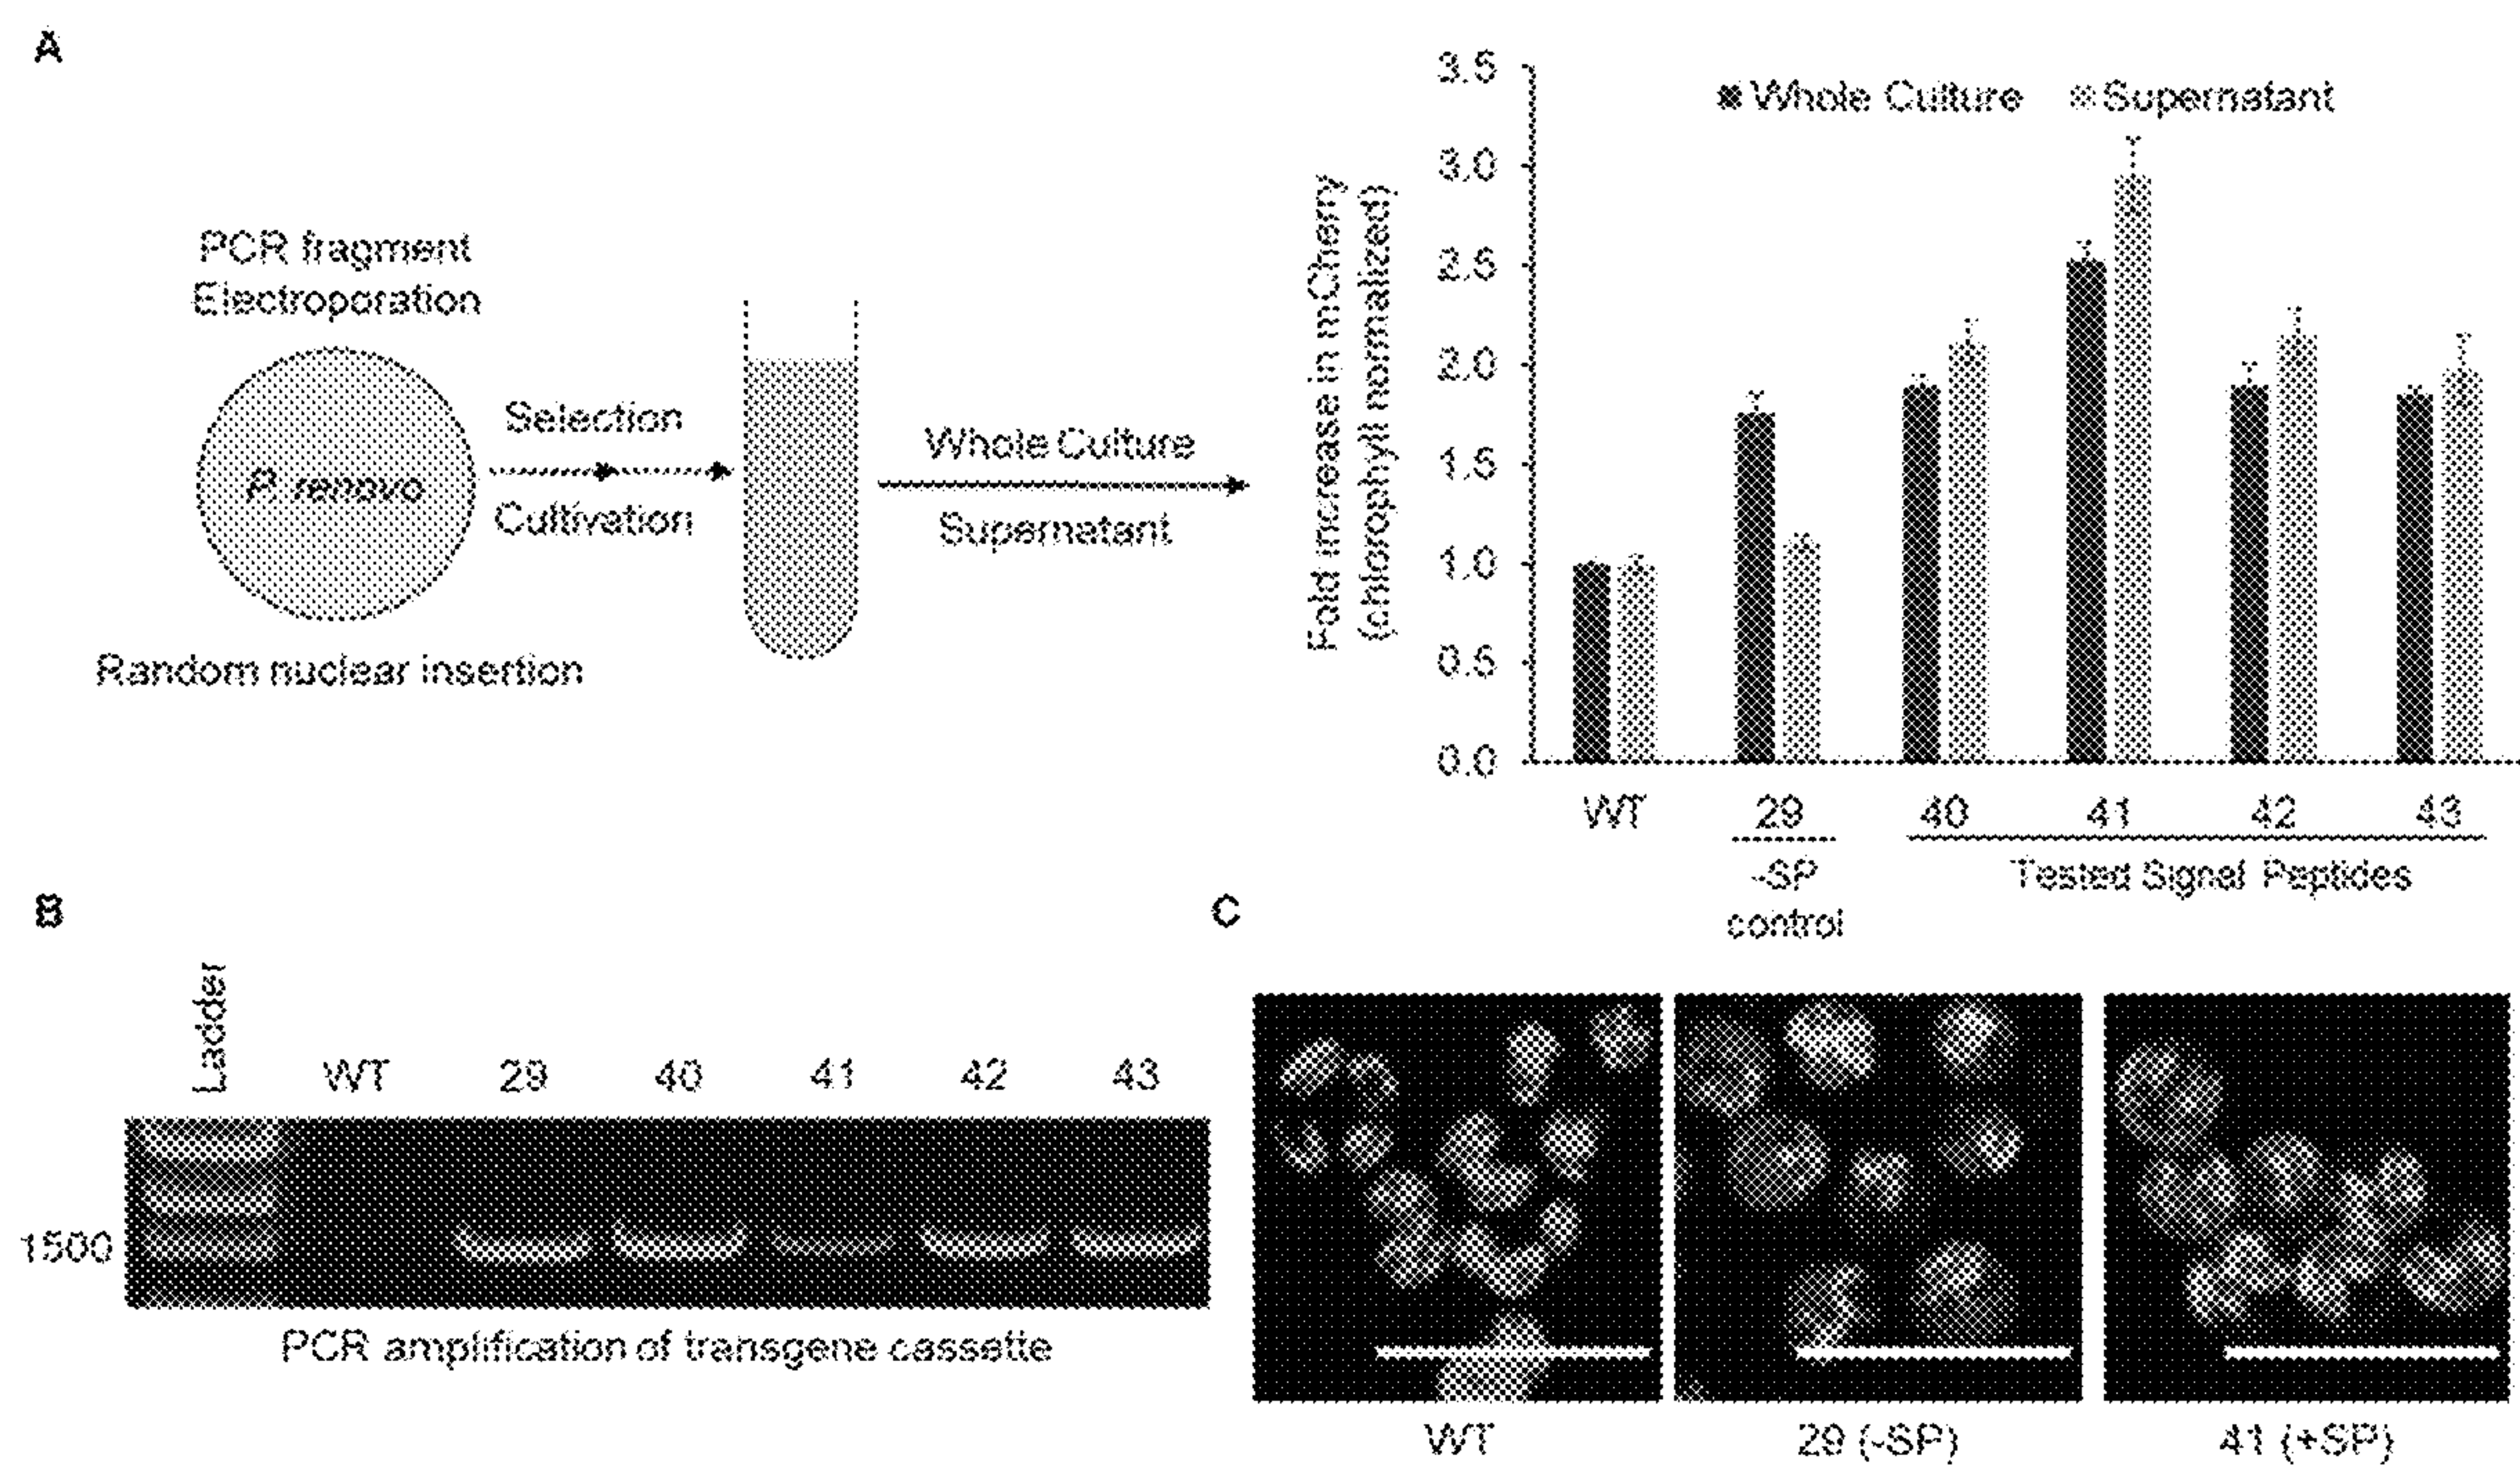 A
PCR fragment
Electroporation
P. renovo
Random nuclear insertion
Selection
Cultivation
Whole Culture
Supernatant
Fold increase in mCherry
(chlorophyll normalized)
3.5
3.0
2.5
2.0
1.5
1.0
0.5
0.0
Whole Culture Supernatant
WT 29 40 41 42 43
-SP
control
Tested Signal Peptides
B
Ladder WT 29 40 41 42 43
1500
PCR amplification of transgene cassette
C
WT 29 (-SP) 41 (+SP)